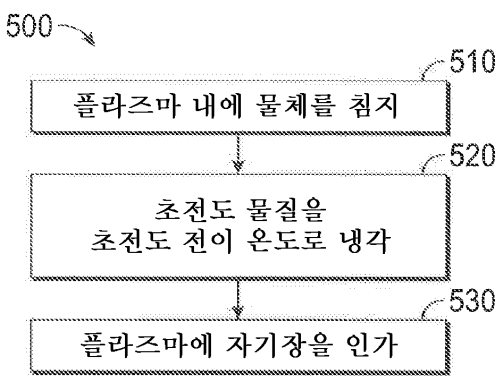 500
510
플라즈마 내에 물체를 침지
520
초전도 물질을
초전도 전이 온도로 냉각
530
플라즈마에 자기장을 인가